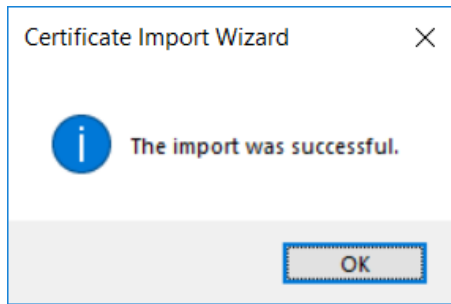 Certificate Import Wizard
The import was successful.
OK